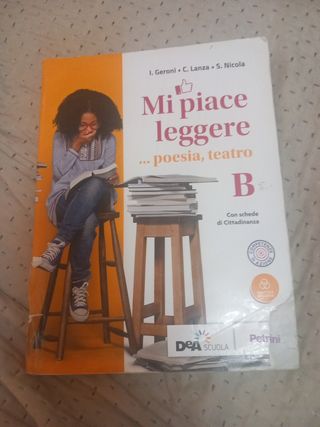 I. Geroni • C. Lanza • S. Nicola
Mi piace
leggere
... poesia, teatro
B
Con schede
di Cittadinanza
DeA SCUOLA
Petrini